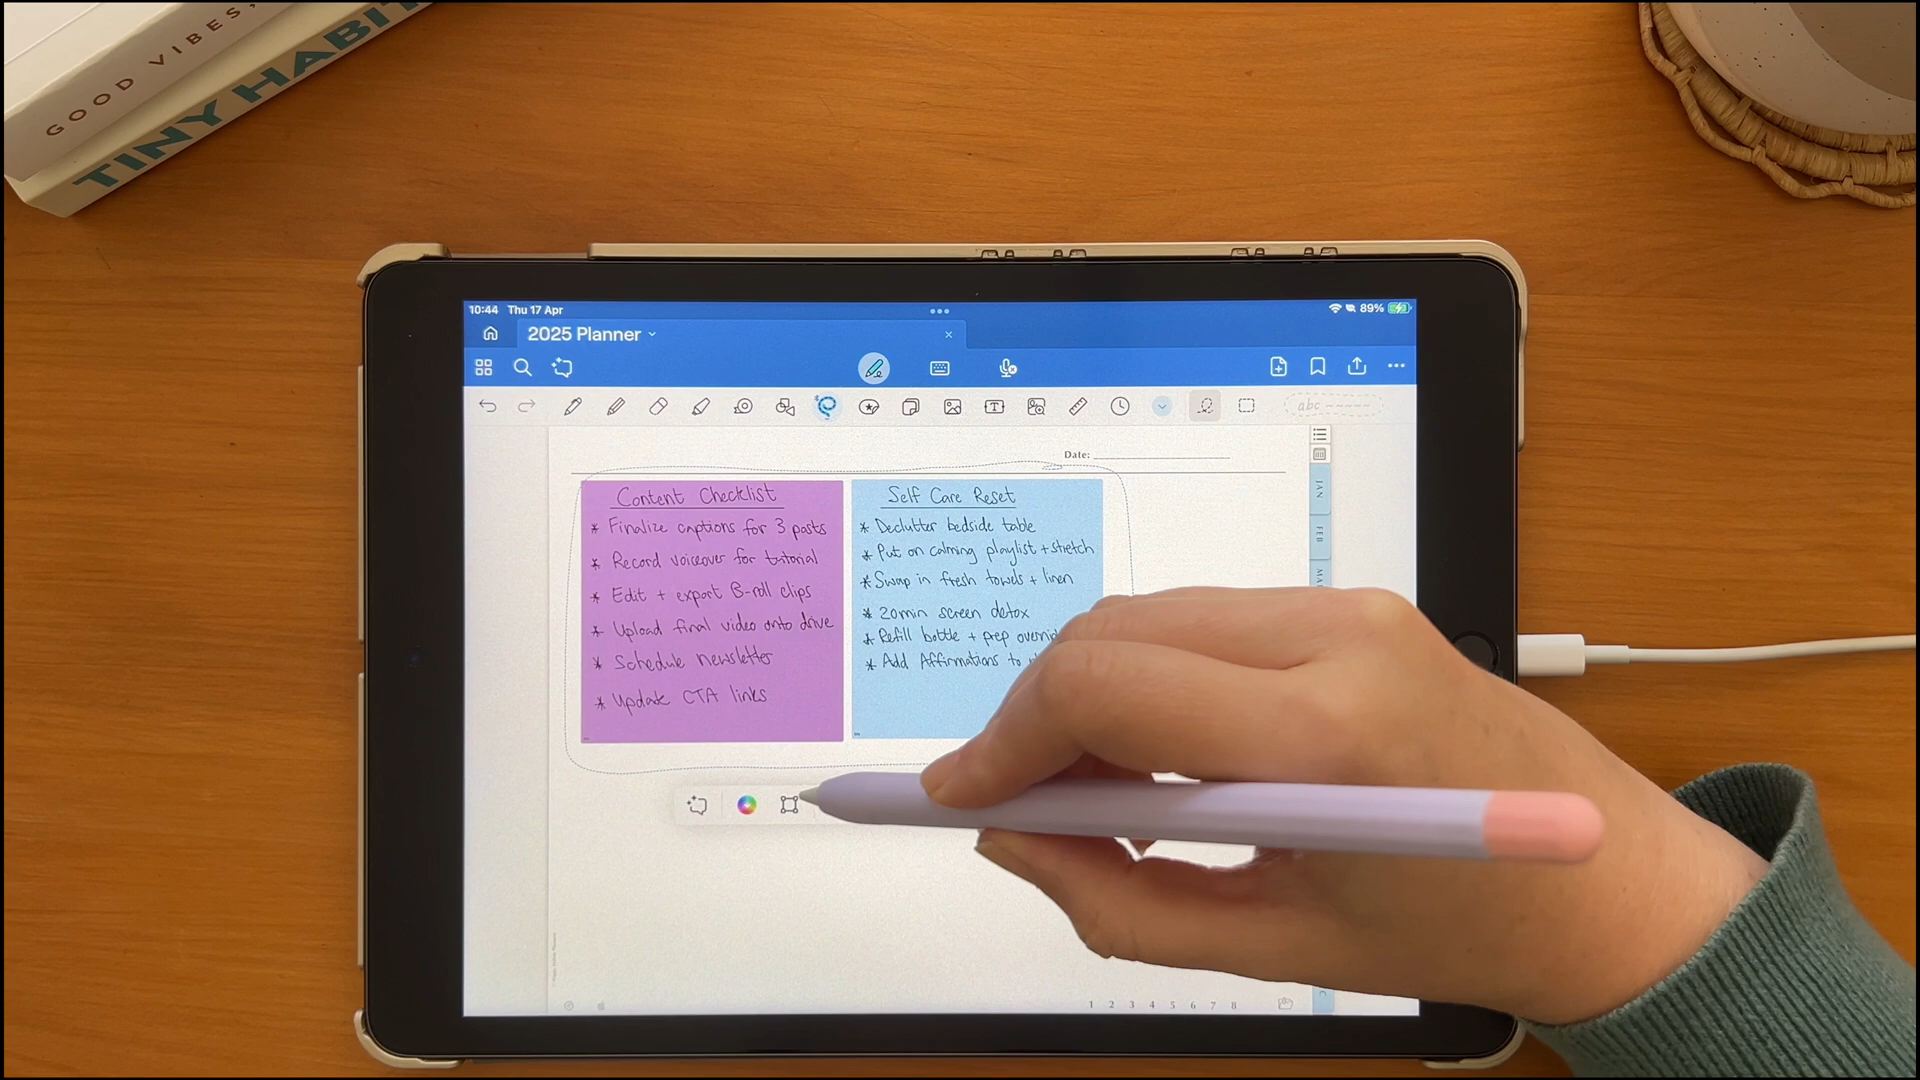 GOOD VIBES,
TINY HABIT
10:44 Thu 17 Apr
89%
2025 Planner
abc
Date:
Content Checklist
* Finalize captions for 3 posts
* Record voiceover for tutorial
* Edit + export B-roll clips
* Upload final video onto drive
* Schedule newsletter
* Update CTA links
Self Care Reset
* Declutter bedside table
* Put on calming playlist + stretch
* Swap in fresh towels + linen
* 20min screen detox
* Refill bottle + prep
* Add Affirmations to
JAN
FEB
MA
1 2 3 4 5 6 7 8